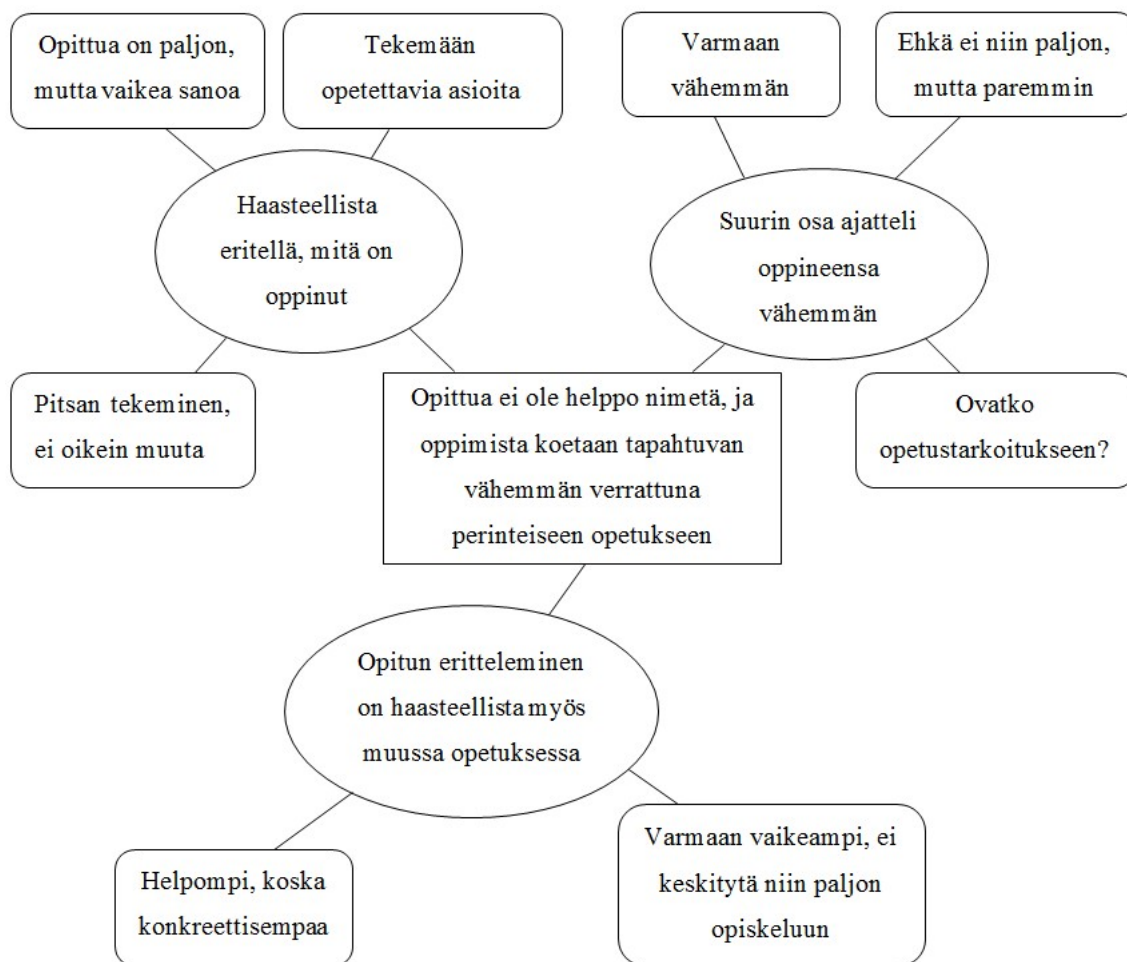 Opittua on paljon,
mutta vaikea sanoa
Tekemään
opetettavia asioita
Varmaan
vähemmän
Ehkä ei niin paljon,
mutta paremmin
Haasteellista
eritellä, mitä on
oppinut
Suurin osa ajatteli
oppineensa
vähemmän
Pitsan tekeminen,
ei oikein muuta
Opittua ei ole helppo nimetä, ja
oppimista koetaan tapahtuvan
vähemmän verrattuna
perinteiseen opetukseen
Ovatko
opetustarkoitukseen?
Opitun eritteleminen
on haasteellista myös
muussa opetuksessa
Helpompi, koska
konkreettisempaa
Varmaan vaikeampi, ei
keskitytä niin paljon
opiskeluun